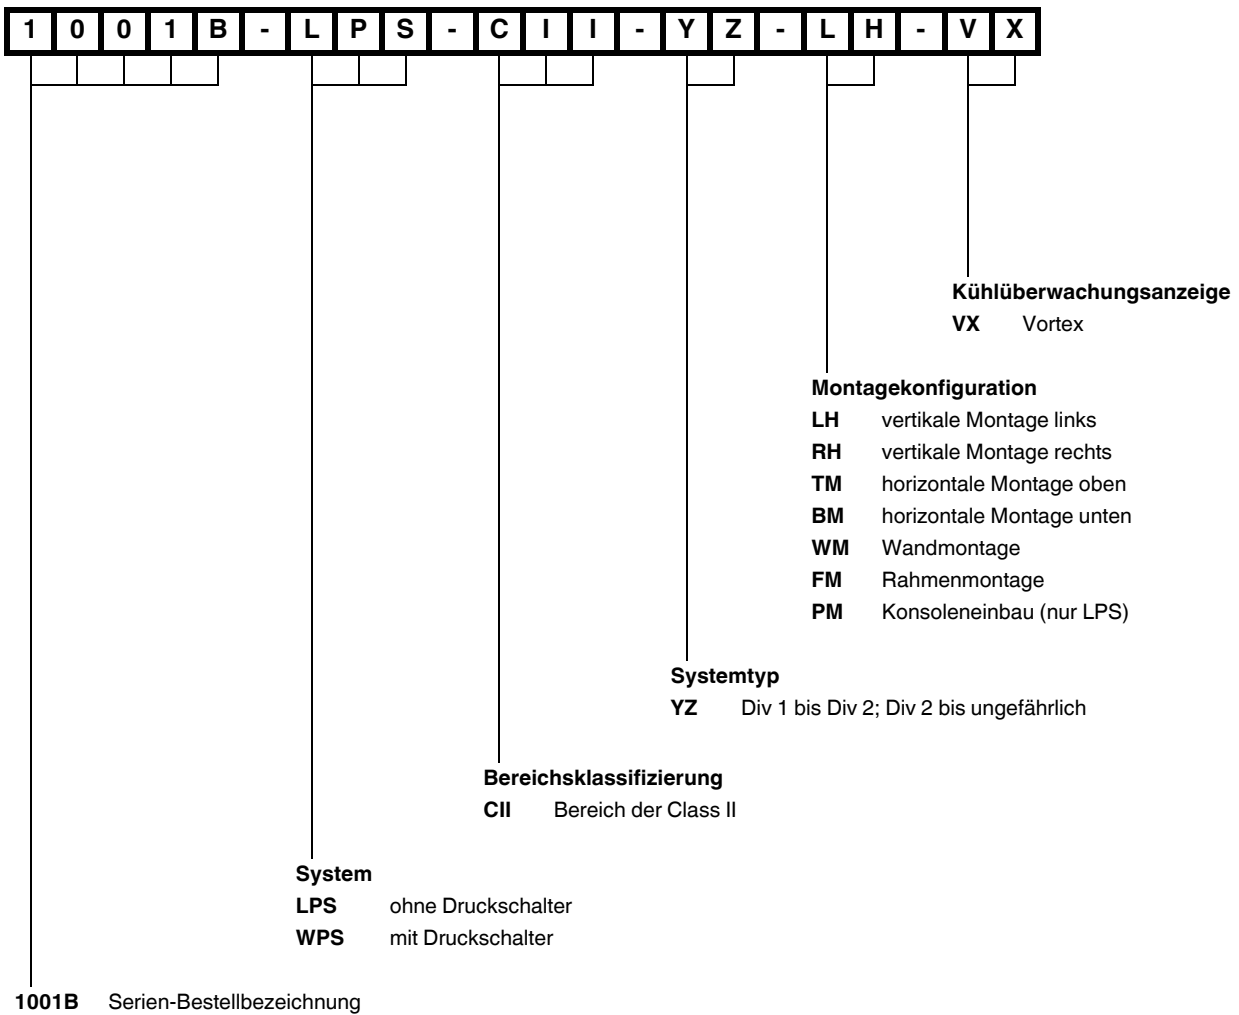 1001B-LPS-CII-YZ-LH-VX
Kühlüberwachungsanzeige
VX Vortex
Montagekonfiguration
LH vertikale Montage links
RH vertikale Montage rechts
TM horizontale Montage oben
BM horizontale Montage unten
WM Wandmontage
FM Rahmenmontage
PM Konsoleneinbau (nur LPS)
Systemtyp
YZ Div 1 bis Div 2; Div 2 bis ungefährlich
Bereichsklassifizierung
CII Bereich der Class II
System
LPS ohne Druckschalter
WPS mit Druckschalter
1001B Serien-Bestellbezeichnung